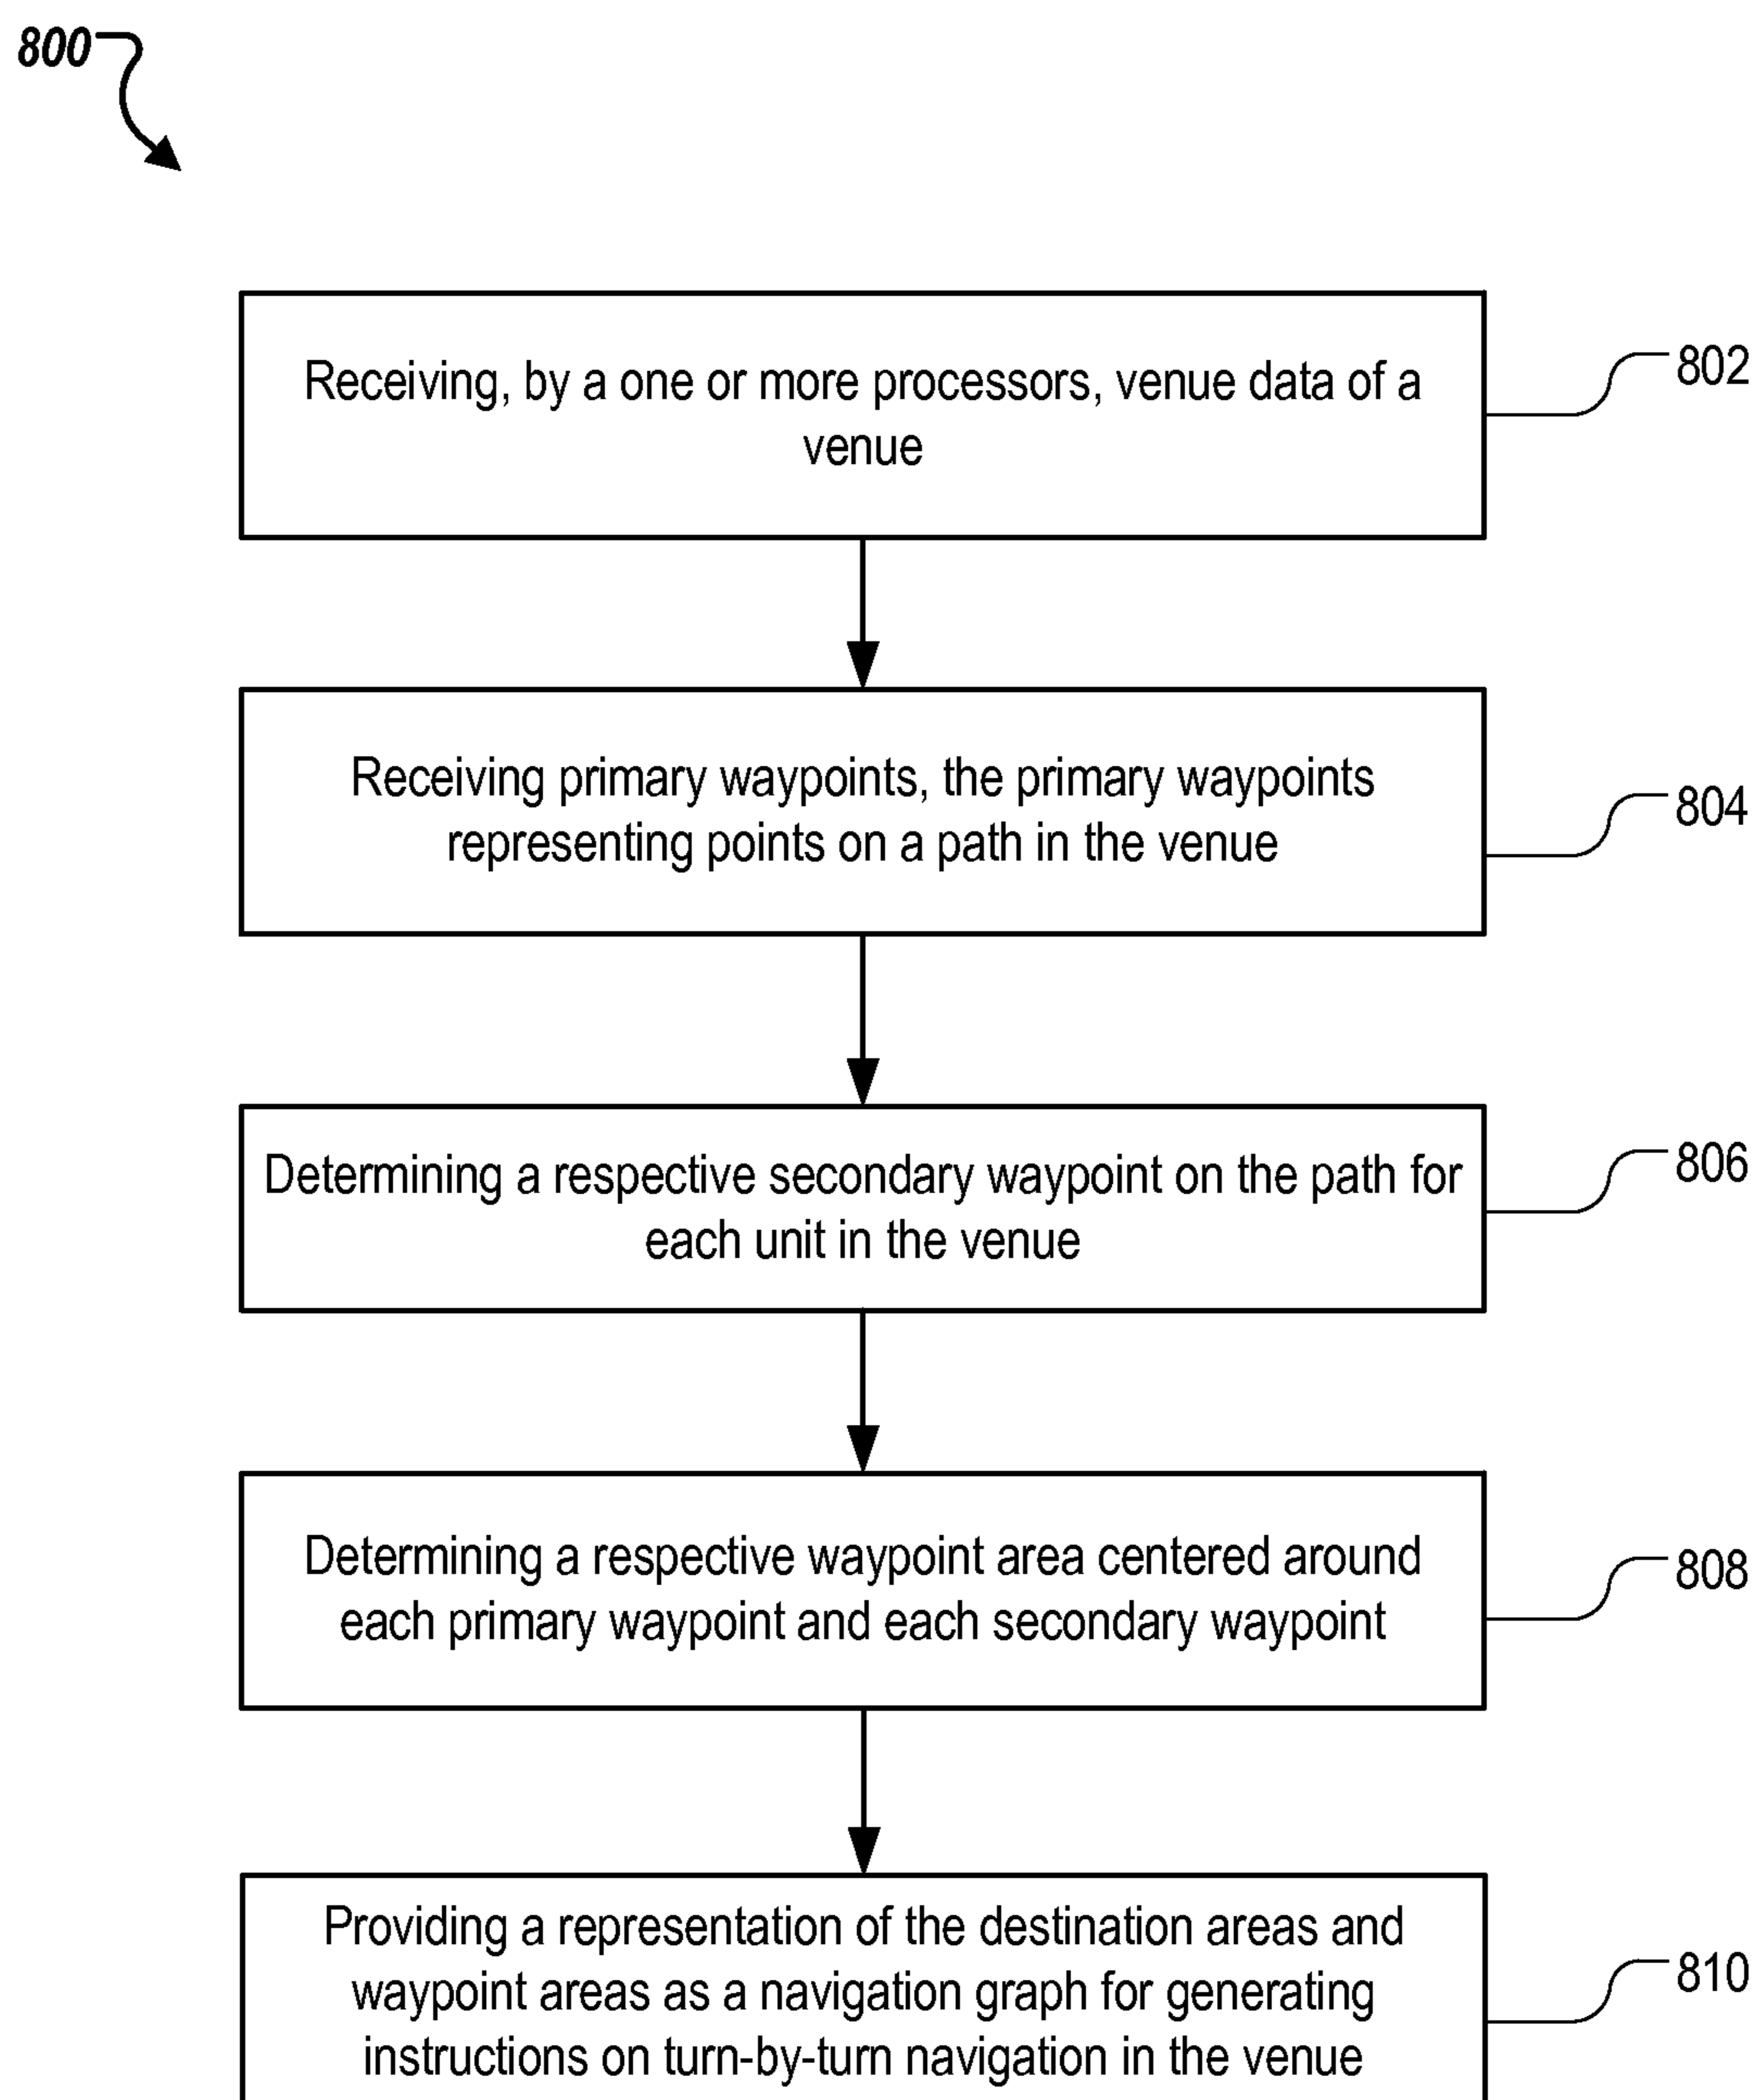 800
Receiving, by a one or more processors, venue data of a
venue
802
Receiving primary waypoints, the primary waypoints
representing points on a path in the venue
804
Determining a respective secondary waypoint on the path for
each unit in the venue
806
Determining a respective waypoint area centered around
each primary waypoint and each secondary waypoint
808
Providing a representation of the destination areas and
waypoint areas as a navigation graph for generating
instructions on turn-by-turn navigation in the venue
810